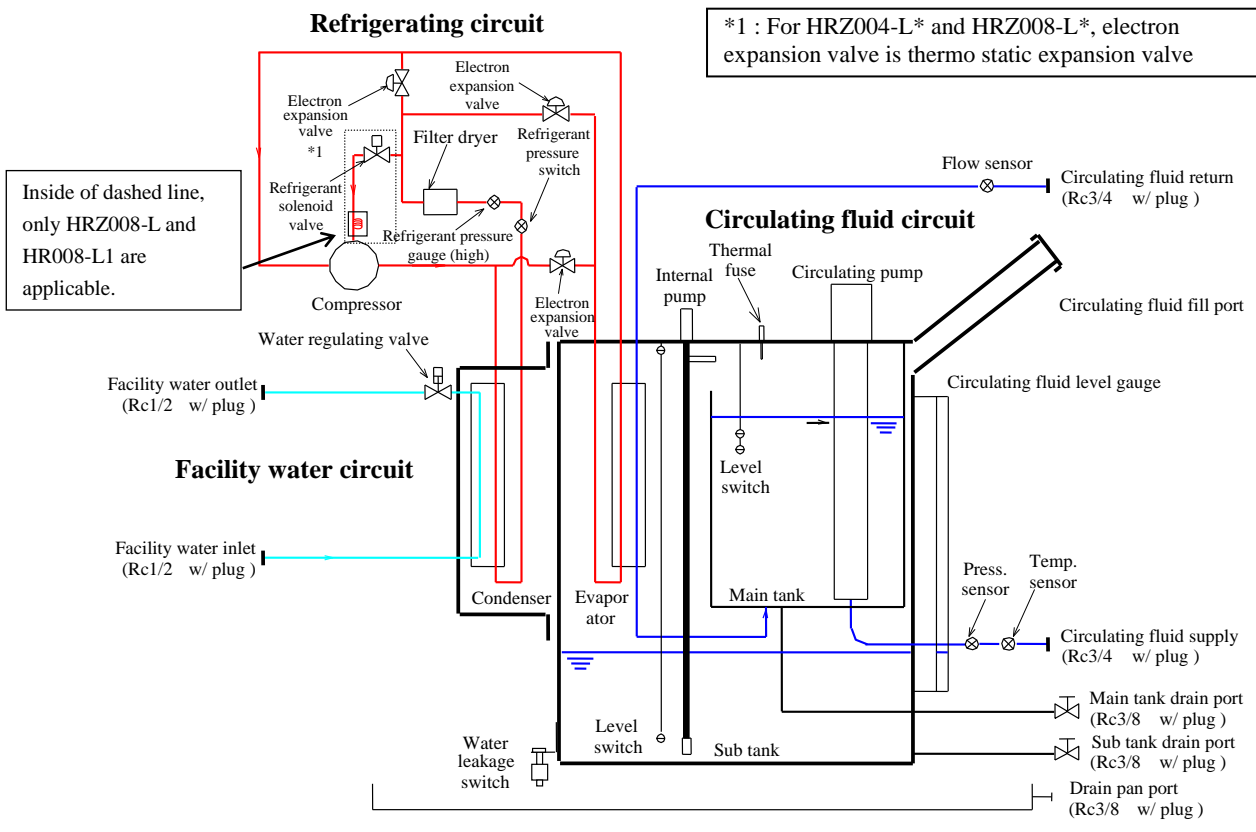 Refrigerating circuit
*1 : For HRZ004-L* and HRZ008-L*, electron
expansion valve is thermo static expansion valve
Electron
expansion
valve
Electron
expansion
valve
*1
Filter dryer
Refrigerant
pressure
switch
Flow sensor
Circulating fluid return
(Rc3/4 w/ plug )
Inside of dashed line,
only HRZ008-L and
HR008-L1 are
applicable.
Refrigerant
solenoid
valve
Refrigerant pressure
gauge (high)
Compressor
Circulating fluid circuit
Thermal
fuse
Circulating pump
Internal
pump
Electron
expansion
valve
Circulating fluid fill port
Water regulating valve
Facility water outlet
(Rc1/2 w/ plug )
Circulating fluid level gauge
Facility water circuit
Level
switch
Facility water inlet
(Rc1/2 w/ plug )
Condenser
Evapor
ator
Main tank
Press.
sensor
Temp.
sensor
Circulating fluid supply
(Rc3/4 w/ plug )
Main tank drain port
(Rc3/8 w/ plug )
Level
switch
Sub tank
Water
leakage
switch
Sub tank drain port
(Rc3/8 w/ plug )
Drain pan port
(Rc3/8 w/ plug )